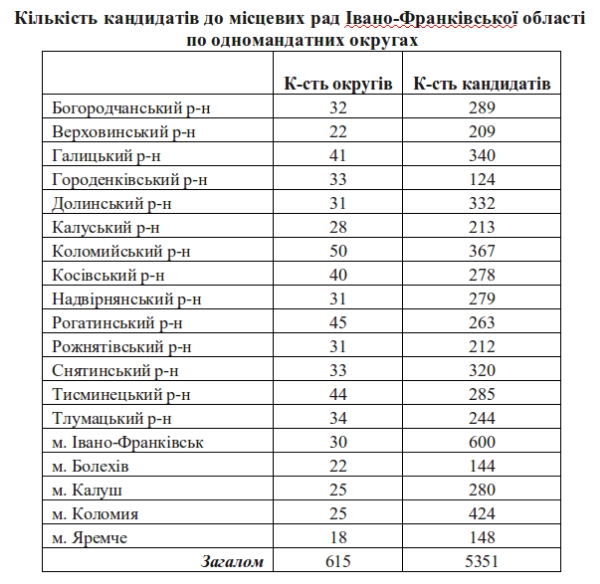 Кількість кандидатів до місцевих рад Івано-Франківської області
по одномандатних округах
К-сть округів К-сть кандидатів
Богородчанський р-н 32 289
Верховинський р-н 22 209
Галицький р-н 41 340
Городенківський р-н 33 124
Долинський р-н 31 332
Калуський р-н 28 213
Коломийський р-н 50 367
Косівський р-н 40 278
Надвірнянський р-н 31 279
Рогатинський р-н 45 263
Рожнятівський р-н 31 212
Снятинський р-н 33 320
Тисминецький р-н 44 285
Тлумацький р-н 34 244
м. Івано-Франківськ 30 600
м. Болехів 22 144
м. Калуш 25 280
м. Коломия 25 424
м. Яремче 18 148
Загалом 615 5351